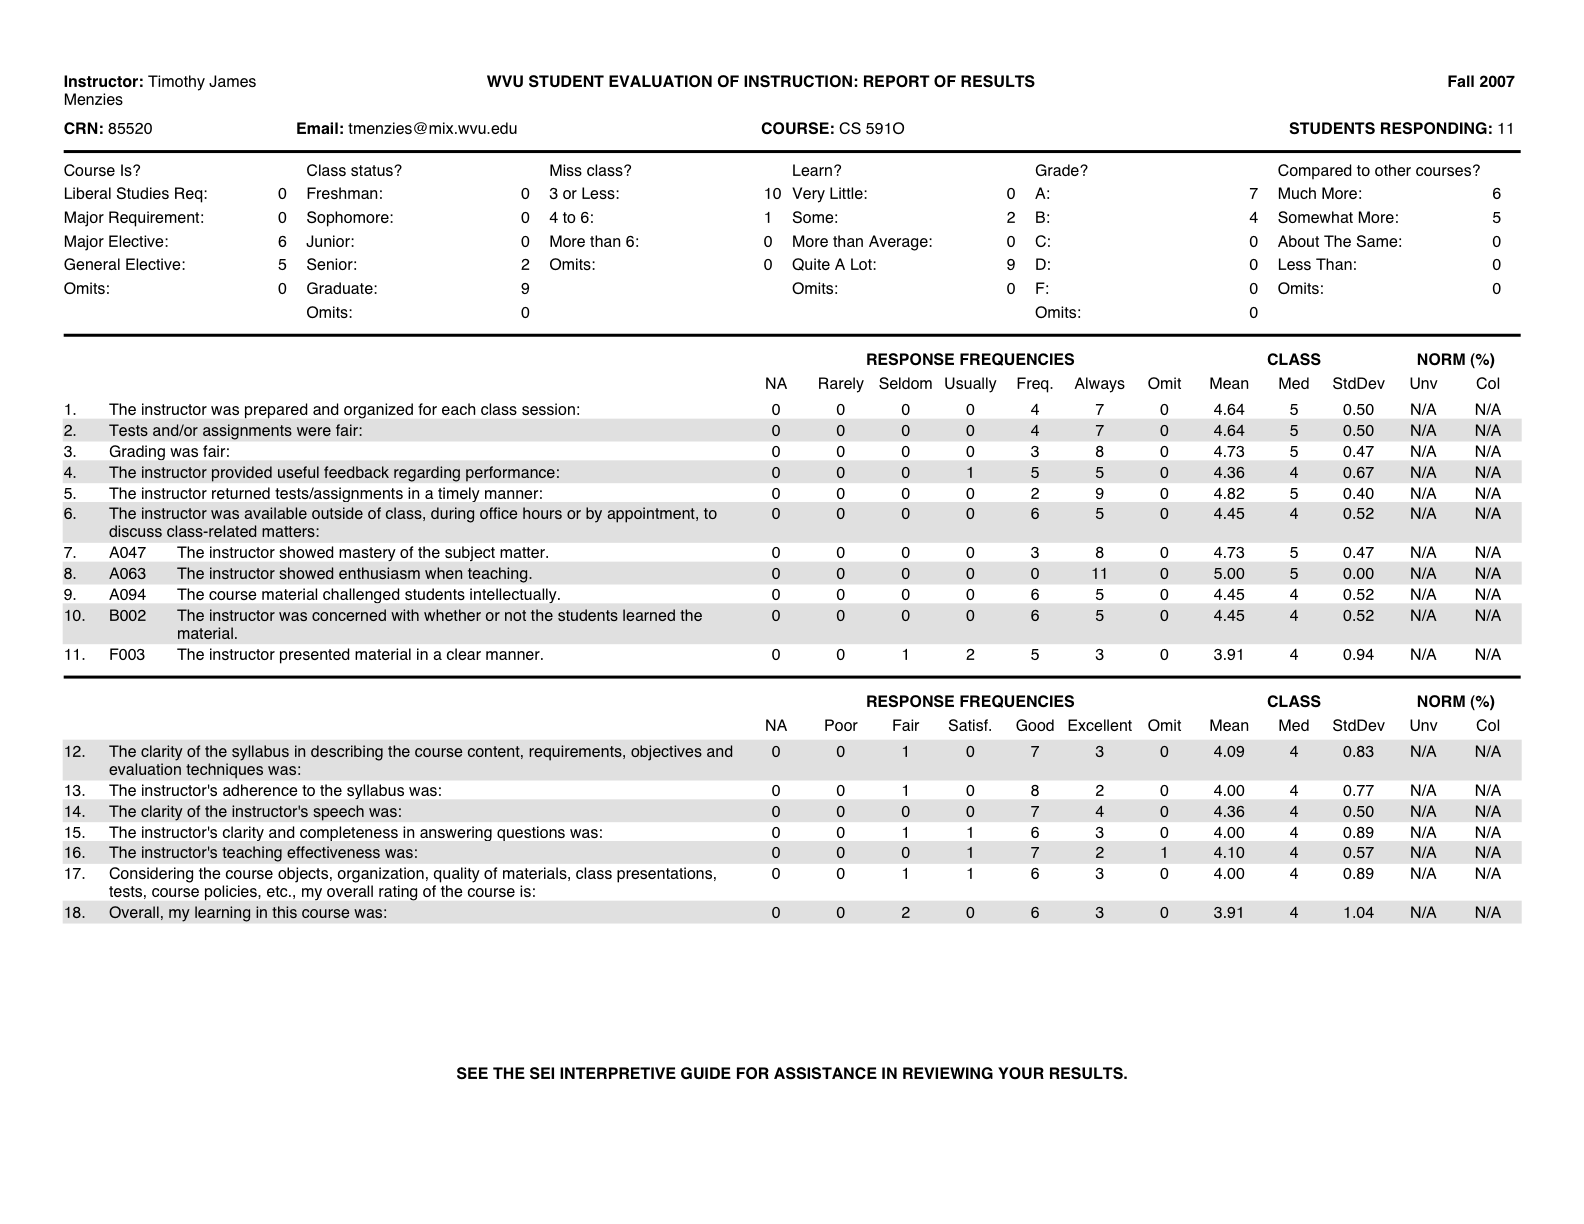 Instructor: Timothy James Menzies WVU STUDENT EVALUATION OF INSTRUCTION: REPORT OF RESULTS Fall 2007
CRN: 85520 Email: tmenzies@mix.wvu.edu COURSE: CS 591O STUDENTS RESPONDING: 11
Course Is? Class status? Miss class? Learn? Grade? Compared to other courses?
Liberal Studies Req: 0 Freshman: 0 3 or Less: 10 Very Little: 0 A: 7 Much More: 6
Major Requirement: 0 Sophomore: 0 4 to 6: 1 Some: 2 B: 4 Somewhat More: 5
Major Elective: 6 Junior: 0 More than 6: 0 More than Average: 0 C: 0 About The Same: 0
General Elective: 5 Senior: 2 Omits: 0 Quite A Lot: 9 D: 0 Less Than: 0
Omits: 0 Graduate: 9 Omits: 0 F: 0 Omits: 0
Omits: 0 Omits: 0
RESPONSE FREQUENCIES CLASS NORM (%)
NA Rarely Seldom Usually Freq. Always Omit Mean Med StdDev Unv Col
1. The instructor was prepared and organized for each class session: 0 0 0 0 4 7 0 4.64 5 0.50 N/A N/A
2. Tests and/or assignments were fair: 0 0 0 0 4 7 0 4.64 5 0.50 N/A N/A
3. Grading was fair: 0 0 0 0 3 8 0 4.73 5 0.47 N/A N/A
4. The instructor provided useful feedback regarding performance: 0 0 0 1 5 5 0 4.36 4 0.67 N/A N/A
5. The instructor returned tests/assignments in a timely manner: 0 0 0 0 2 9 0 4.82 5 0.40 N/A N/A
6. The instructor was available outside of class, during office hours or by appointment, to 0 0 0 0 6 5 0 4.45 4 0.52 N/A N/A
discuss class-related matters:
7. A047 The instructor showed mastery of the subject matter. 0 0 0 0 3 8 0 4.73 5 0.47 N/A N/A
8. A063 The instructor showed enthusiasm when teaching. 0 0 0 0 0 11 0 5.00 5 0.00 N/A N/A
9. A094 The course material challenged students intellectually. 0 0 0 0 6 5 0 4.45 4 0.52 N/A N/A
10. B002 The instructor was concerned with whether or not the students learned the 0 0 0 0 6 5 0 4.45 4 0.52 N/A N/A
material.
11. F003 The instructor presented material in a clear manner. 0 0 1 2 5 3 0 3.91 4 0.94 N/A N/A
RESPONSE FREQUENCIES CLASS NORM (%)
NA Poor Fair Satisf. Good Excellent Omit Mean Med StdDev Unv Col
12. The clarity of the syllabus in describing the course content, requirements, objectives and 0 0 1 0 7 3 0 4.09 4 0.83 N/A N/A
evaluation techniques was:
13. The instructor's adherence to the syllabus was: 0 0 1 0 8 2 0 4.00 4 0.77 N/A N/A
14. The clarity of the instructor's speech was: 0 0 0 0 7 4 0 4.36 4 0.50 N/A N/A
15. The instructor's clarity and completeness in answering questions was: 0 0 1 1 6 3 0 4.00 4 0.89 N/A N/A
16. The instructor's teaching effectiveness was: 0 0 0 1 7 2 1 4.10 4 0.57 N/A N/A
17. Considering the course objects, organization, quality of materials, class presentations, 0 0 1 1 6 3 0 4.00 4 0.89 N/A N/A
tests, course policies, etc., my overall rating of the course is:
18. Overall, my learning in this course was: 0 0 2 0 6 3 0 3.91 4 1.04 N/A N/A
SEE THE SEI INTERPRETIVE GUIDE FOR ASSISTANCE IN REVIEWING YOUR RESULTS.